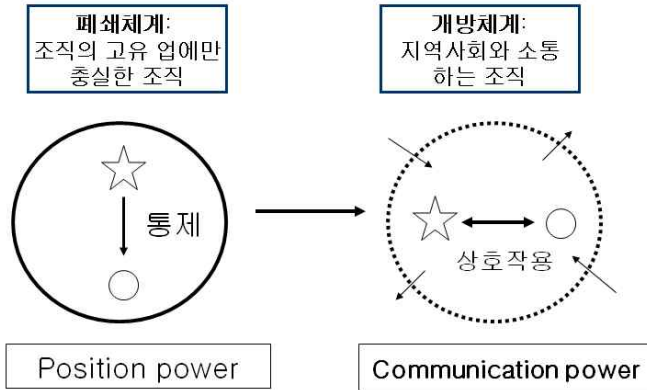 폐쇄체계:
조직의 고유 업에만
충실한 조직
개방체계:
지역사회와 소통
하는 조직
통제
상호작용
Position power
Communication power